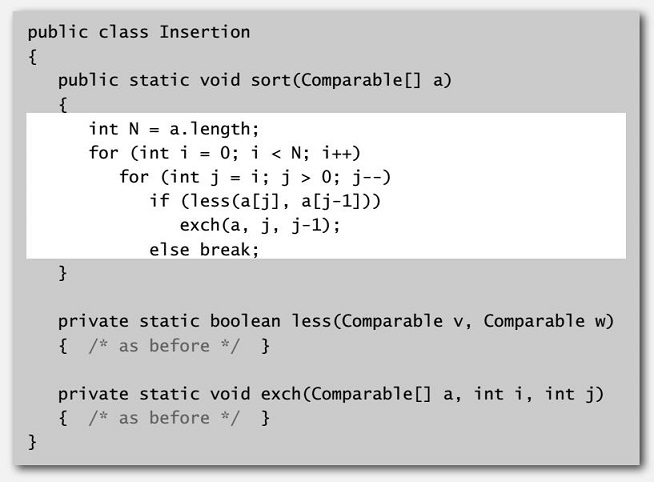 public class Insertion
{
   public static void sort(Comparable[] a)
   {
      int N = a.length;
      for (int i = 0; i < N; i++)
         for (int j = i; j > 0; j--)
            if (less(a[j], a[j-1]))
               exch(a, j, j-1);
            else break;
   }
   private static boolean less(Comparable v, Comparable w)
   {  /* as before */  }
   private static void exch(Comparable[] a, int i, int j)
   {  /* as before */  }
}